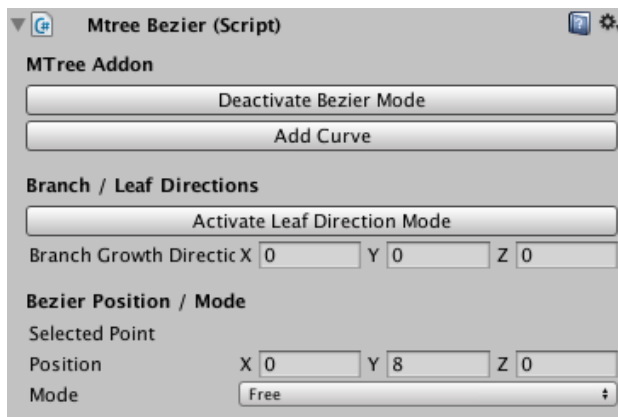 Mtree Bezier (Script)
MTree Addon
Deactivate Bezier Mode
Add Curve
Branch / Leaf Directions
Activate Leaf Direction Mode
Branch Growth Directic X 0 Y 0 Z 0
Bezier Position / Mode
Selected Point
Position X 0 Y 8 Z 0
Mode Free